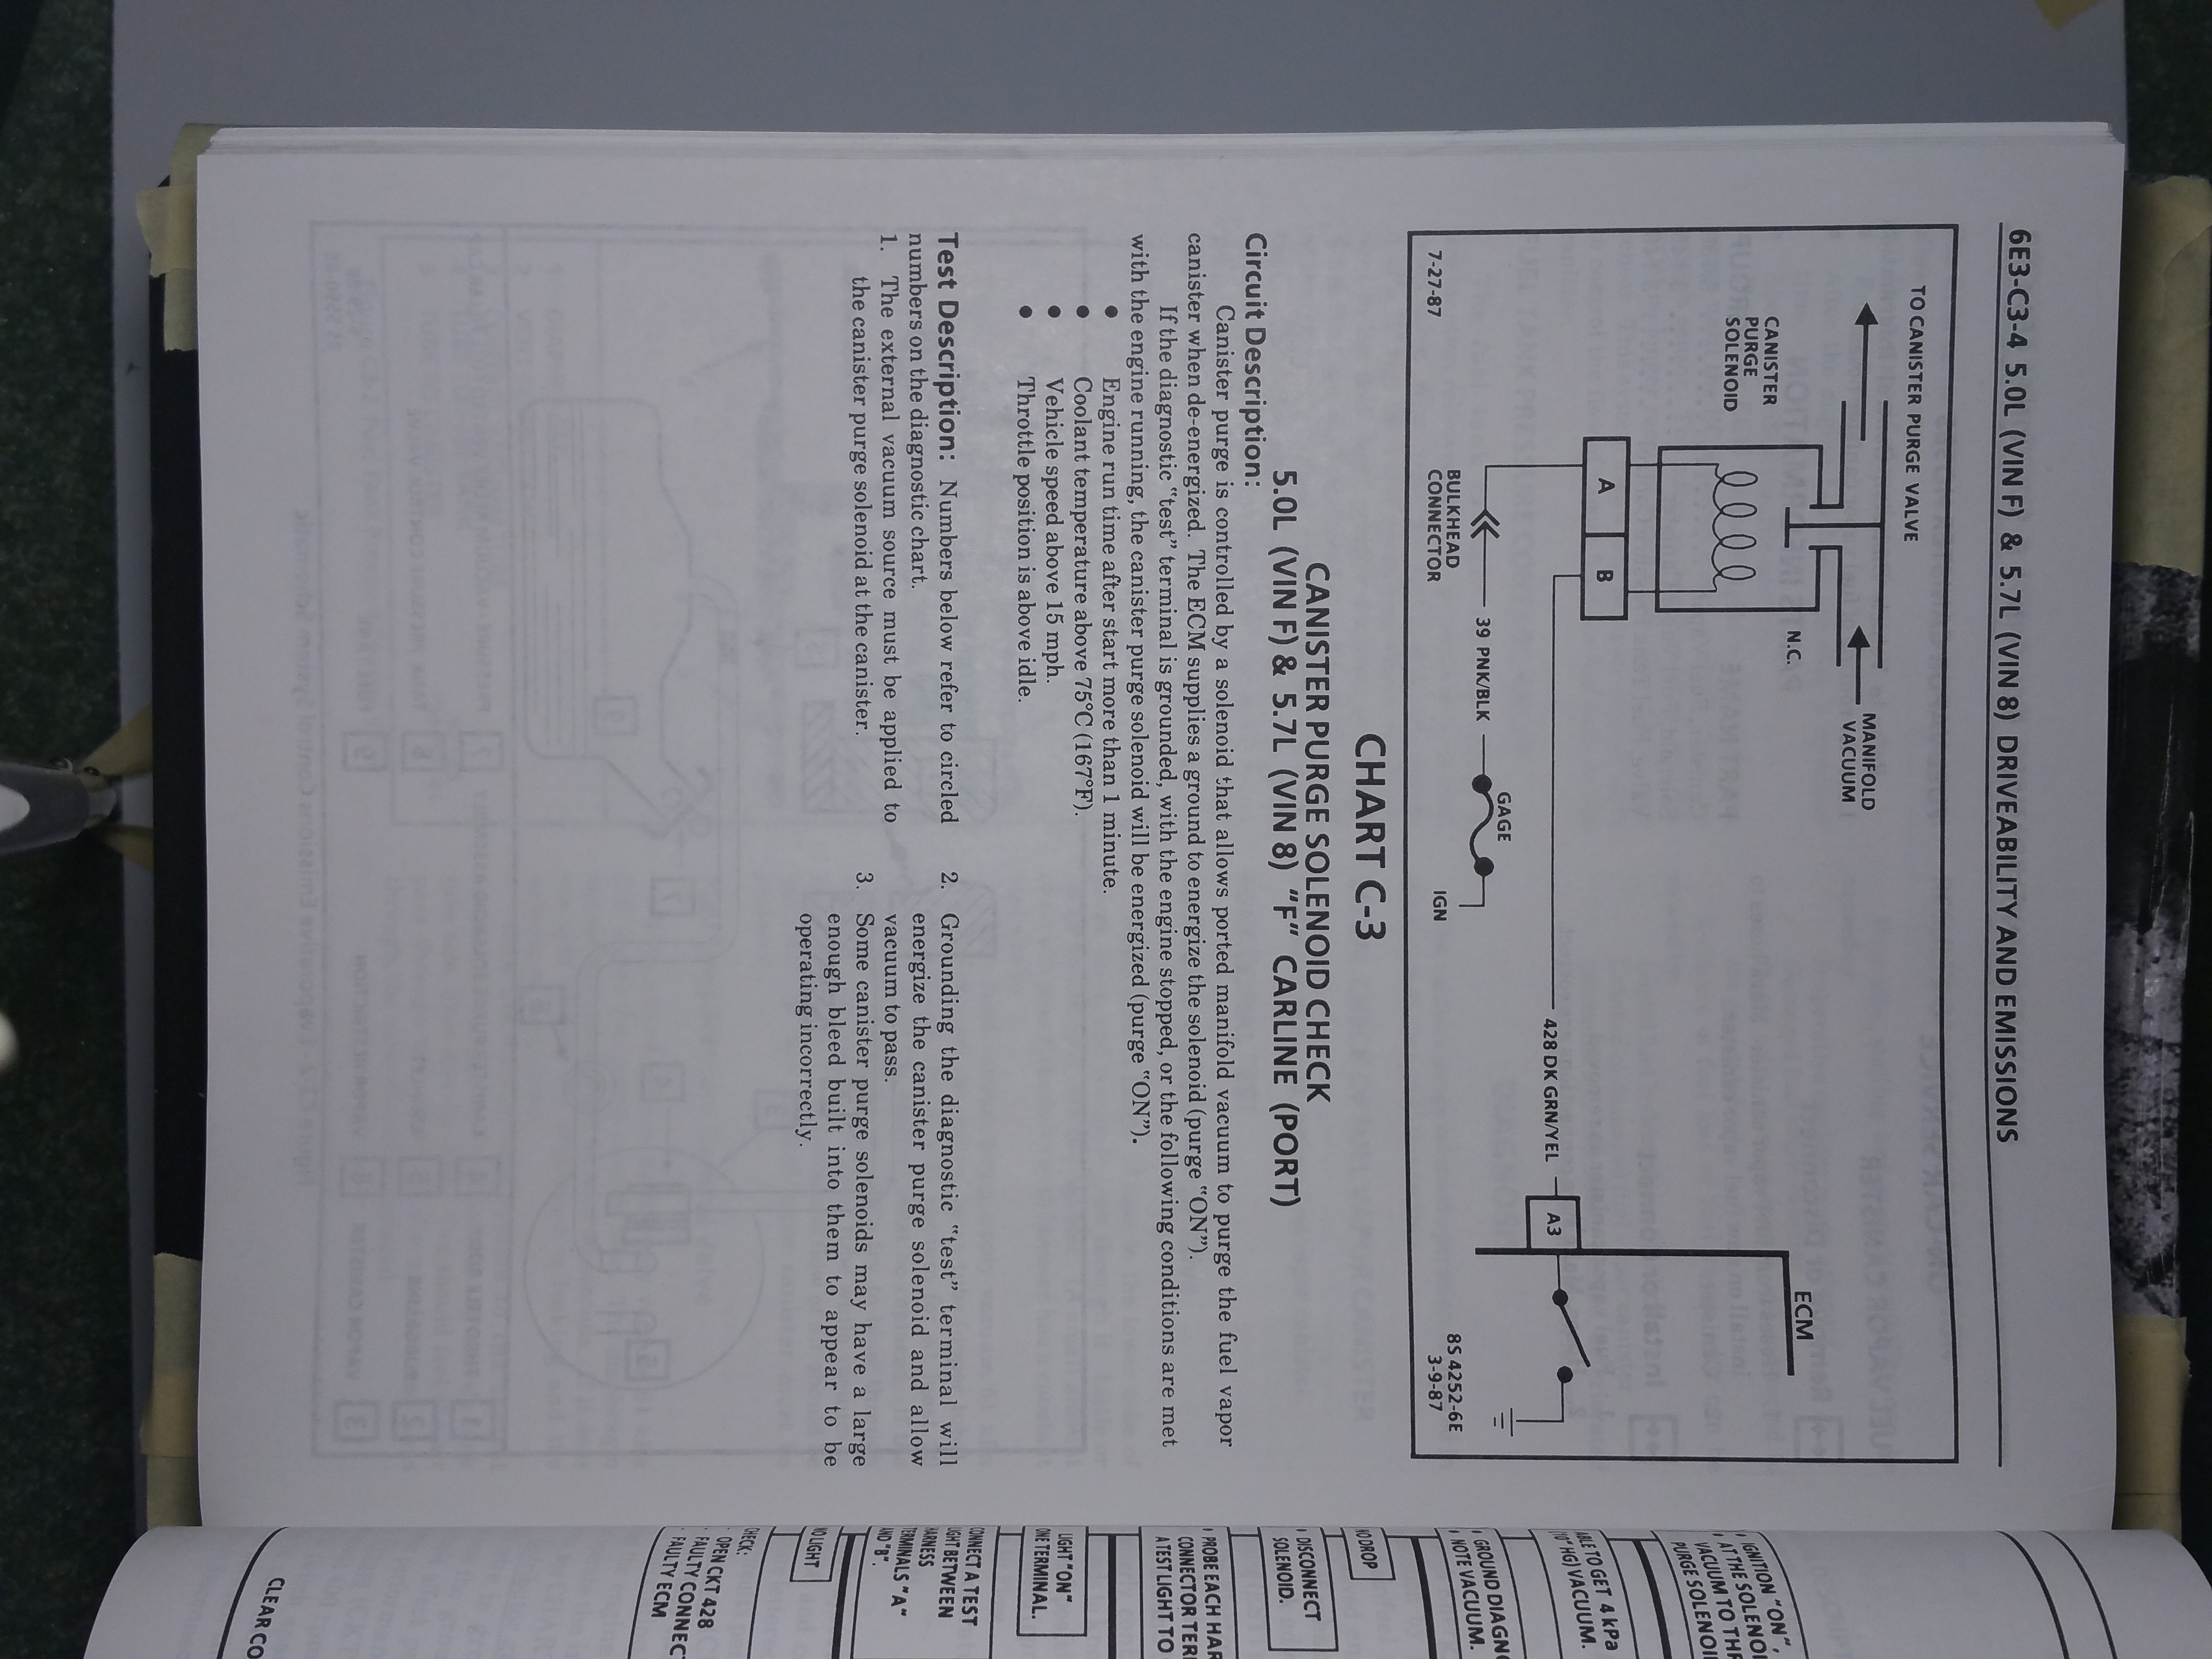 6E3-C3-4 5.0L (VIN F) & 5.7L (VIN 8) DRIVEABILITY AND EMISSIONS
TO CANISTER PURGE VALVE
MANIFOLD
VACUUM
CANISTER
PURGE
SOLENOID
N.C.
ECM
A
B
428 DK GRN/YEL
A3
GAGE
39 PNK/BLK
BULKHEAD
CONNECTOR
IGN
7-27-87
8S 4252-6E
3-9-87
CHART C-3
CANISTER PURGE SOLENOID CHECK
5.0L (VIN F) & 5.7L (VIN 8) "F" CARLINE (PORT)
Circuit Description:
Canister purge is controlled by a solenoid that allows ported manifold vacuum to purge the fuel vapor
canister when de-energized. The ECM supplies a ground to energize the solenoid (purge "ON").
If the diagnostic "test" terminal is grounded, with the engine stopped, or the following conditions are met
with the engine running, the canister purge solenoid will be energized (purge "ON").
• Engine run time after start more than 1 minute.
• Coolant temperature above 75°C (167°F).
• Vehicle speed above 15 mph.
• Throttle position is above idle.
Test Description: Numbers below refer to circled
numbers on the diagnostic chart.
1. The external vacuum source must be applied to
the canister purge solenoid at the canister.
2. Grounding the diagnostic "test" terminal will
energize the canister purge solenoid and allow
vacuum to pass.
3. Some canister purge solenoids may have a large
enough bleed built into them to appear to be
operating incorrectly.
IGNITION "ON",
AT THE SOLENOI
VACUUM TO THE
PURGE SOLENOI
ABLE TO GET 4 kPa
(10" HG) VACUUM.
GROUND DIAGN
NOTE VACUUM.
NO DROP
DISCONNECT
SOLENOID.
PROBE EACH HAR
CONNECTOR TER
A TEST LIGHT TO
LIGHT "ON"
ONE TERMINAL.
CONNECT A TEST
LIGHT BETWEEN
HARNESS
TERMINALS "A"
AND "B".
NO LIGHT
CHECK:
OPEN CKT 428
FAULTY CONNECT
FAULTY ECM
CLEAR CO